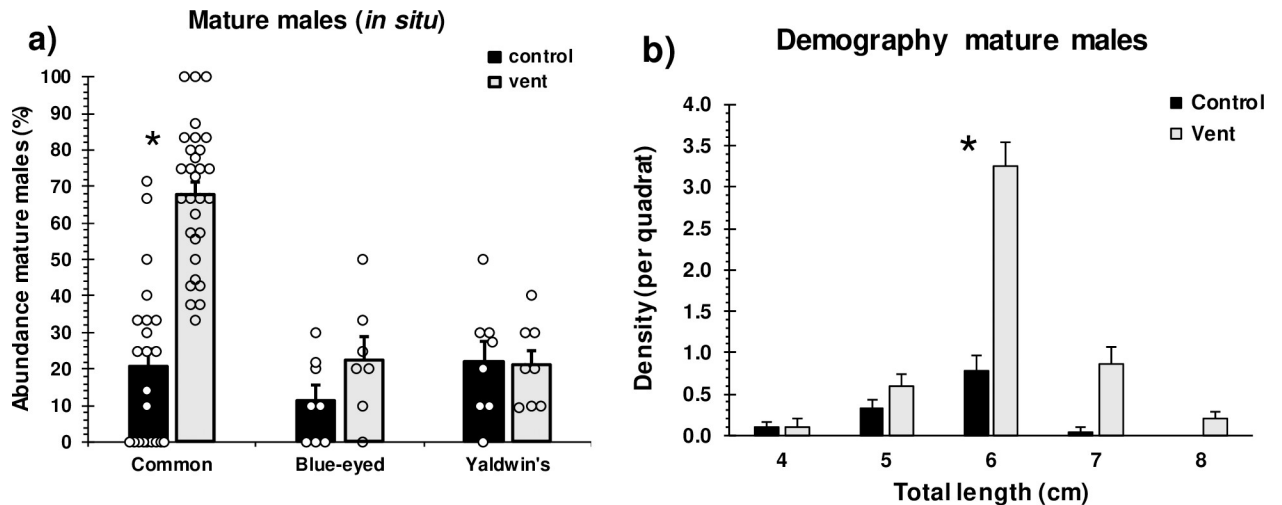 Mature males (in situ)
a)
control
vent
Abundance mature males (%)
100
90
80
70
60
50
40
30
20
10
0
*
Common
Blue-eyed
Yaldwin's
b)
Demography mature males
Control
Vent
Density (per quadrat)
4.0
3.5
3.0
2.5
2.0
1.5
1.0
0.5
0.0
*
4
5
6
7
8
Total length (cm)